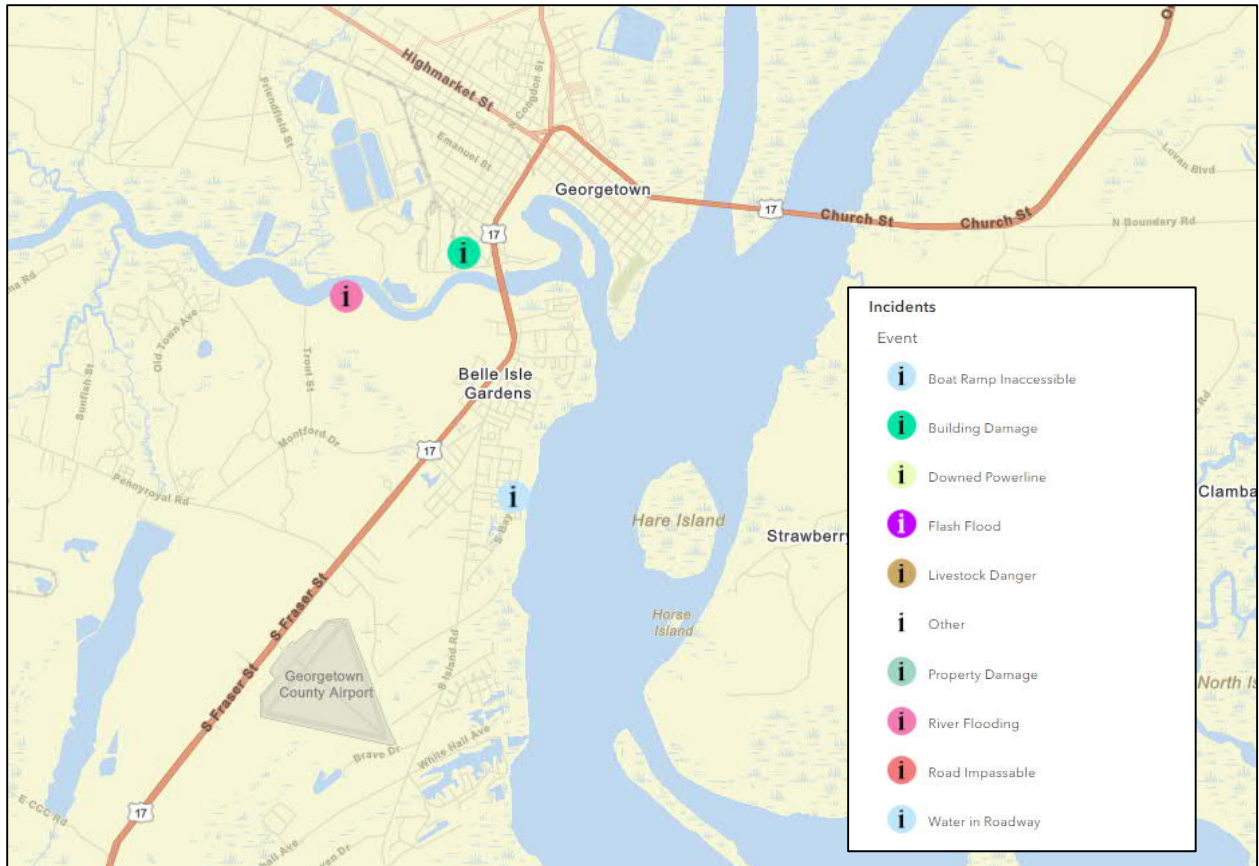 Highmarket St
N Congdon St
Friendfield St
Emanuel St
Georgetown
17
Church St
Church St
Luvan Blvd
N Boundary Rd
17
i
i
Old Town Ave
Sunfish St
Trout St
Belle Isle
Gardens
Montford Dr
17
Pennyroyal Rd
i
S Bay
Hare Island
Strawberry
Horse
Island
S Fraser St
S Fraser St
Georgetown
County Airport
S Island Rd
Brave Dr
White Hall Ave
17
E CCC Rd
Clamba
North Is
Incidents
Event
i Boat Ramp Inaccessible
i Building Damage
i Downed Powerline
i Flash Flood
i Livestock Danger
i Other
i Property Damage
i River Flooding
i Road Impassable
i Water in Roadway